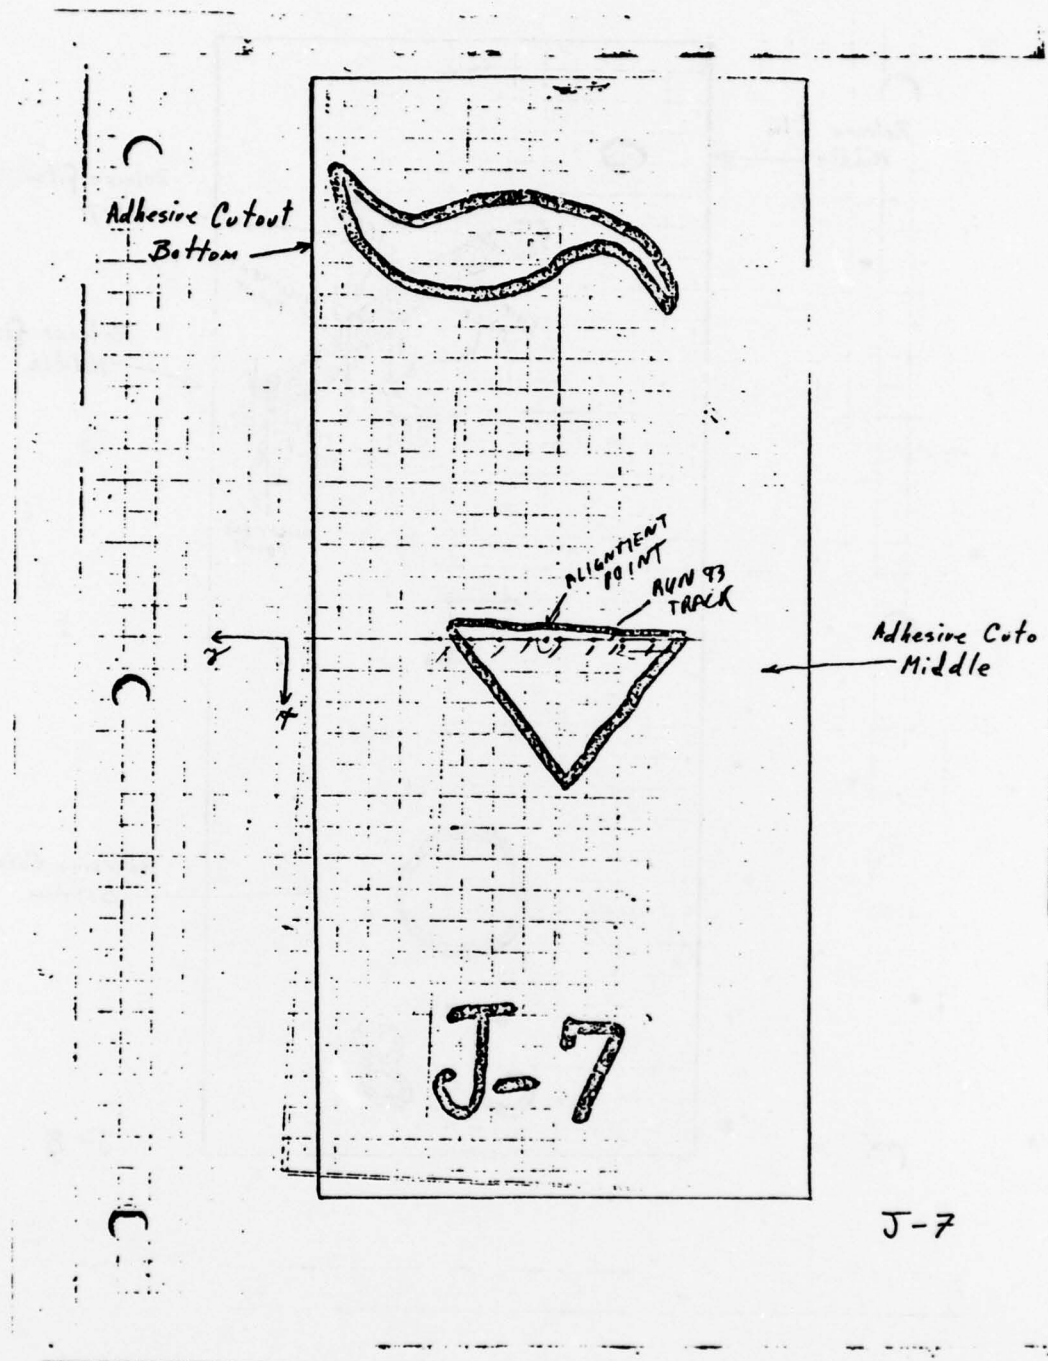 Adhesive Cutout
Bottom
ALIGNMENT
POINT
RUN 93
TRACK
Adhesive Cuto
Middle
J-7
J-7